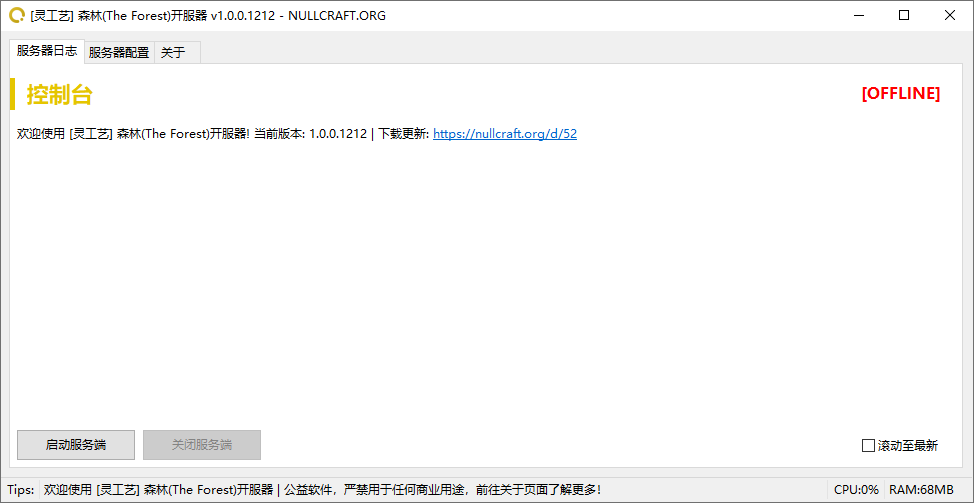 [灵工艺] 森林(The Forest)开服器 v1.0.0.1212 - NULLCRAFT.ORG
服务器日志 服务器配置 关于
控制台 [OFFLINE]
欢迎使用 [灵工艺] 森林(The Forest)开服器! 当前版本: 1.0.0.1212 | 下载更新: https://nullcraft.org/d/52
启动服务端 关闭服务端 滚动至最新
Tips: 欢迎使用 [灵工艺] 森林(The Forest)开服器 | 公益软件，严禁用于任何商业用途，前往关于页面了解更多! CPU:0% RAM:68MB